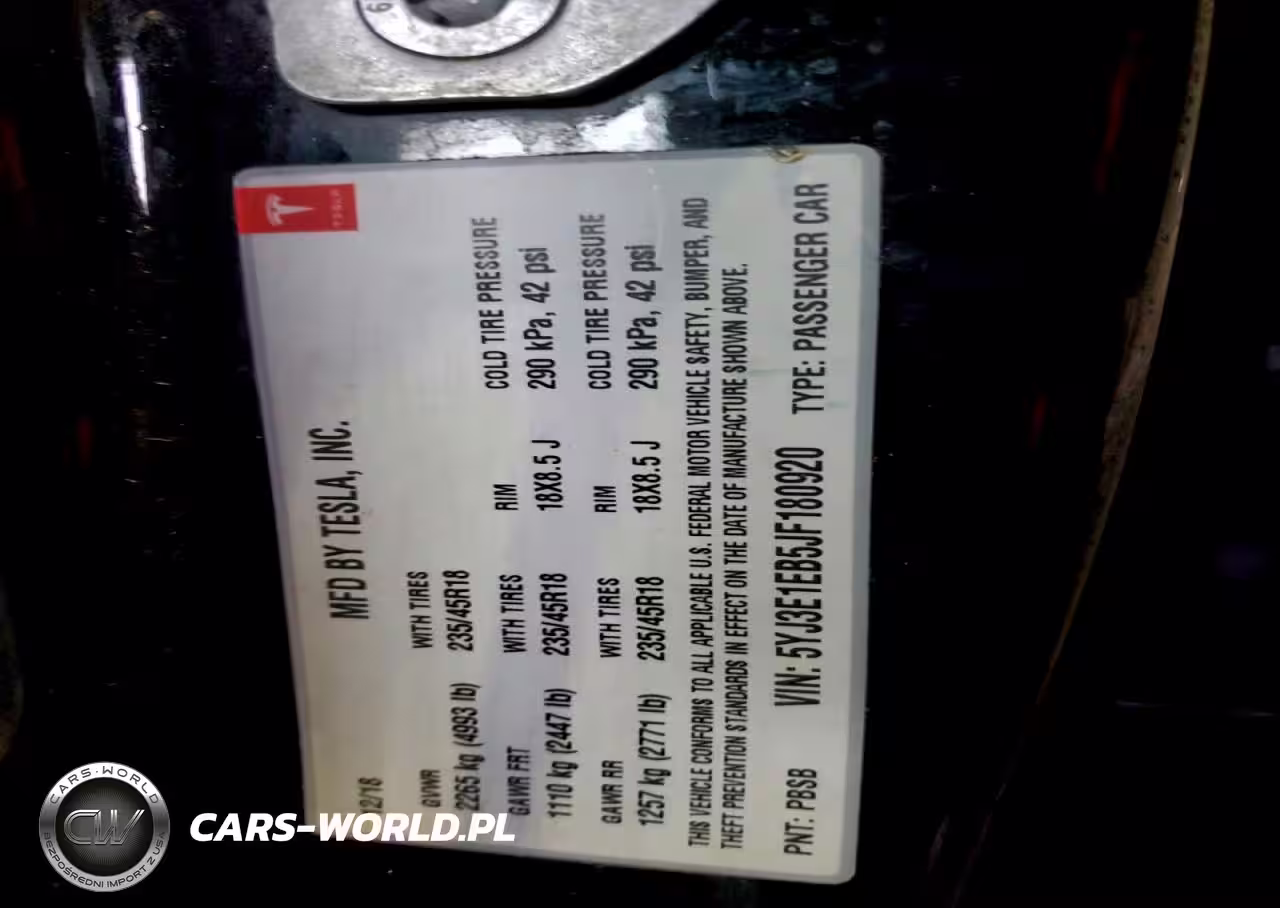 TESLA
MFD BY TESLA, INC.
12/18
GVWR WITH TIRES
2265 kg (4993 lb) 235/45R18
GAWR FRT WITH TIRES RIM COLD TIRE PRESSURE
1110 kg (2447 lb) 235/45R18 18X8.5 J 290 kPa, 42 psi
GAWR RR WITH TIRES RIM COLD TIRE PRESSURE
1257 kg (2771 lb) 235/45R18 18X8.5 J 290 kPa, 42 psi
THIS VEHICLE CONFORMS TO ALL APPLICABLE U.S. FEDERAL MOTOR VEHICLE SAFETY, BUMPER, AND
THEFT PREVENTION STANDARDS IN EFFECT ON THE DATE OF MANUFACTURE SHOWN ABOVE.
PNT: PBSB VIN: 5YJ3E1EB5JF180920 TYPE: PASSENGER CAR
CARS-WORLD
CW
BEZPOŚREDNI IMPORT Z USA
CARS-WORLD.PL